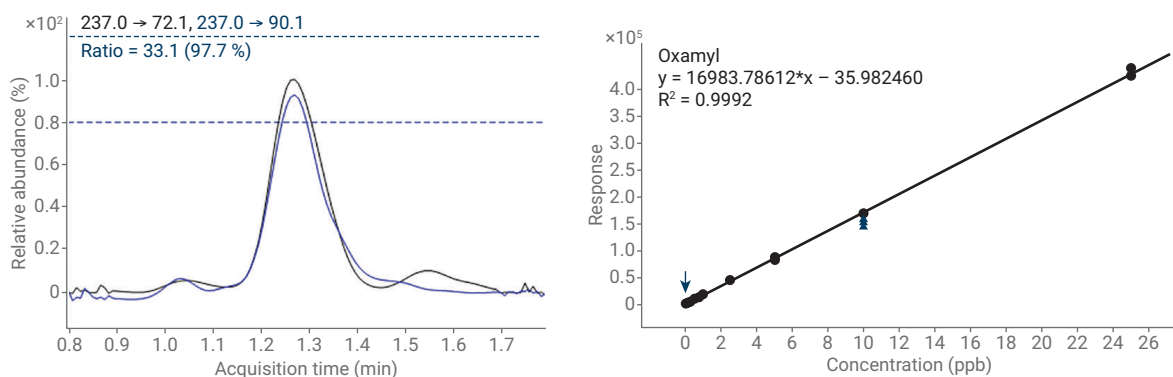 ×10²
237.0 → 72.1, 237.0 → 90.1
Ratio = 33.1 (97.7 %)
Relative abundance (%)
1.0
0.8
0.6
0.4
0.2
0
0.8 0.9 1.0 1.1 1.2 1.3 1.4 1.5 1.6 1.7
Acquisition time (min)
×10⁵
Oxamyl
y = 16983.78612*x – 35.982460
R² = 0.9992
Response
4.0
3.5
3.0
2.5
2.0
1.5
1.0
0.5
0
0 2 4 6 8 10 12 14 16 18 20 22 24 26
Concentration (ppb)